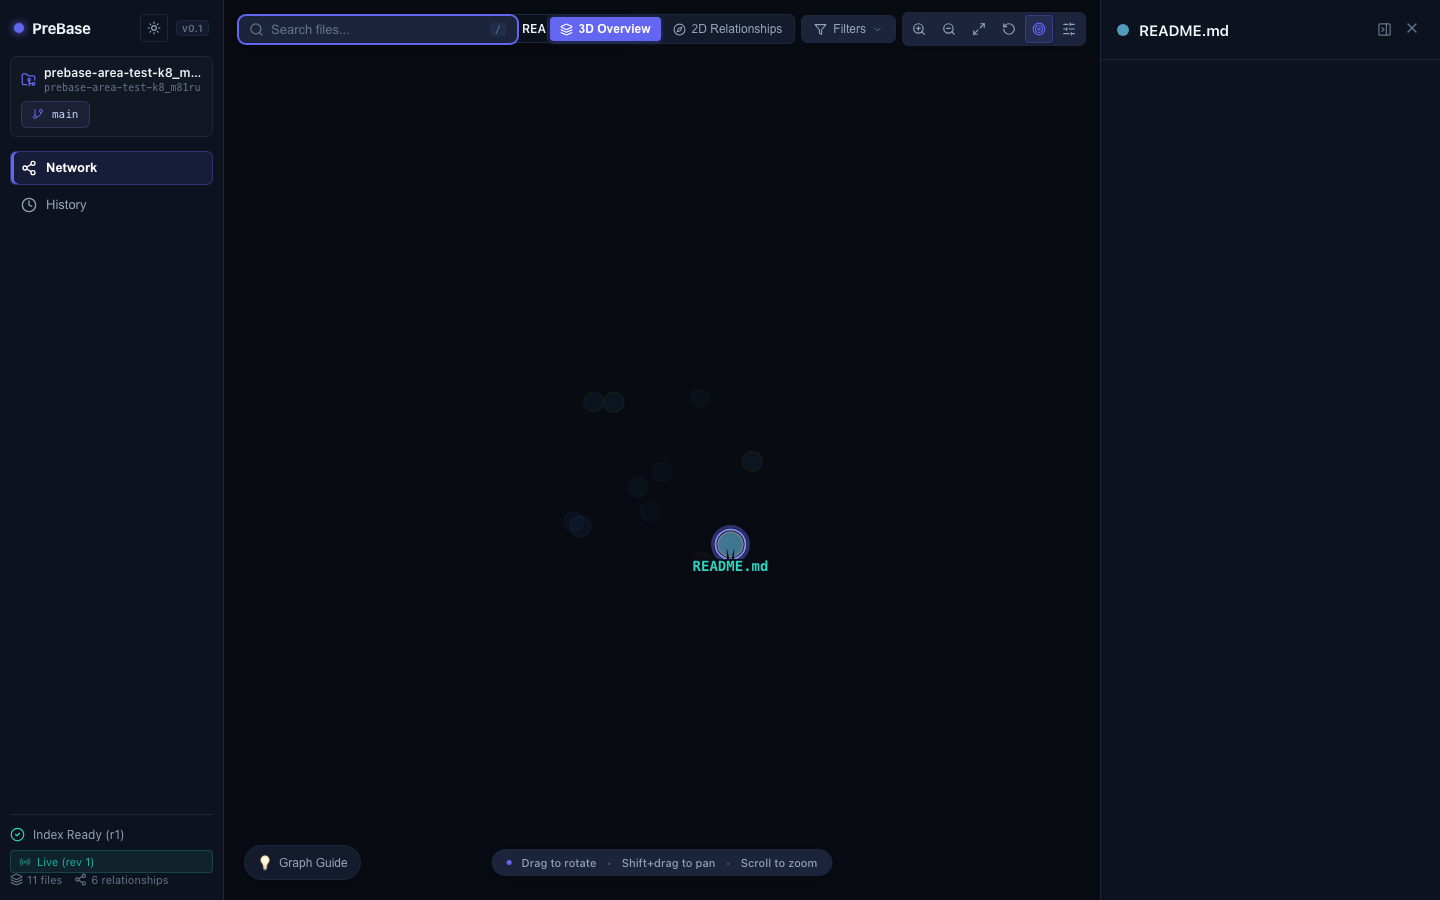 PreBase
v0.1
prebase-area-test-k8_m...
prebase-area-test-k8_m81ru
main
Network
History
Index Ready (r1)
Live (rev 1)
11 files 6 relationships
Search files... /
REA
3D Overview
2D Relationships
Filters
README.md
Graph Guide
Drag to rotate · Shift+drag to pan · Scroll to zoom
README.md